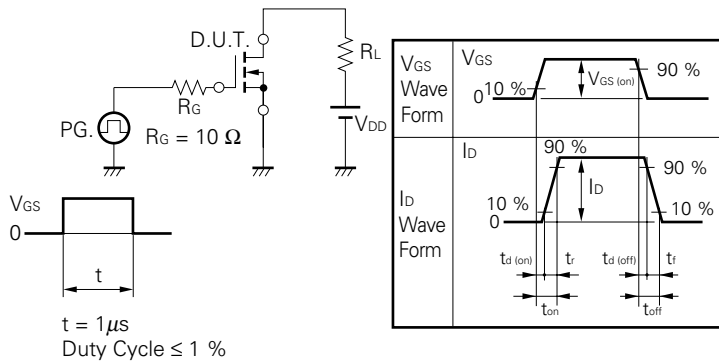 D.U.T.
RL
RG
PG.
RG = 10 Ω
VDD
VGS
0
t
t = 1μs
Duty Cycle ≤ 1 %
VGS
Wave
Form
VGS
10 %
0
VGS (on)
90 %
ID
Wave
Form
ID
90 %
90 %
ID
10 %
10 %
0
td (on)
tr
td (off)
tf
ton
toff